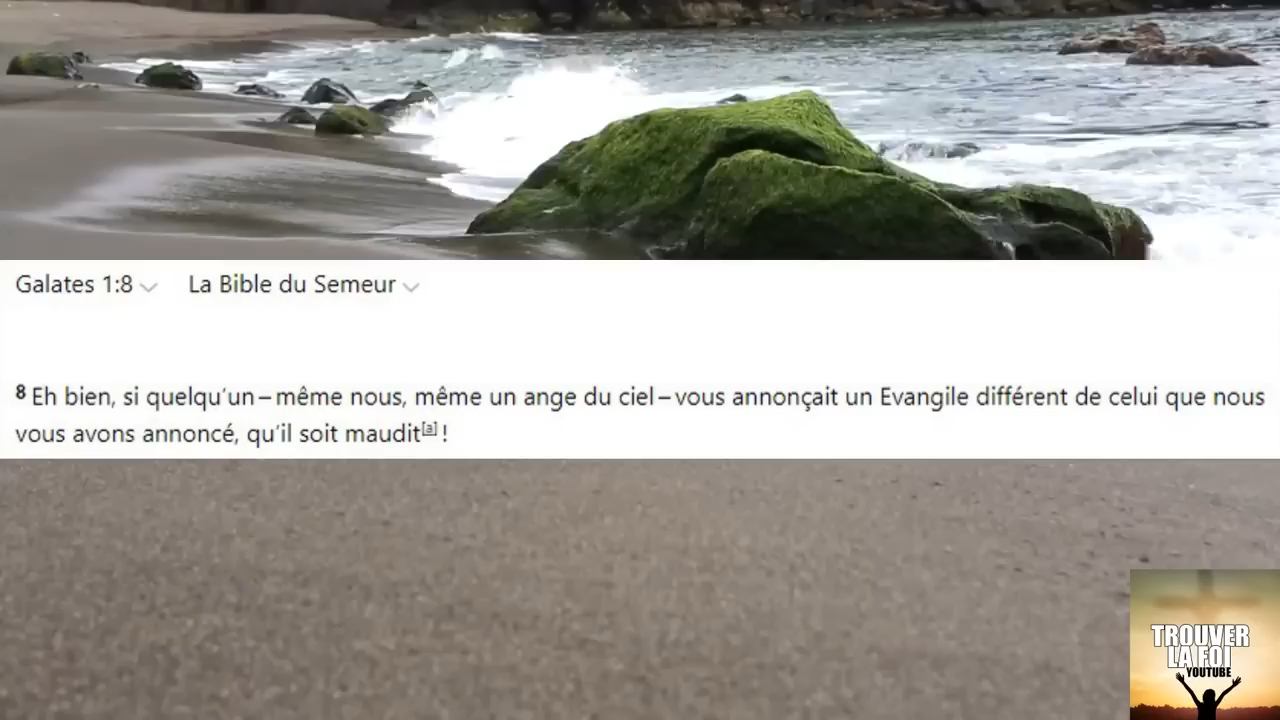 Galates 1:8 La Bible du Semeur
8 Eh bien, si quelqu'un – même nous, même un ange du ciel – vous annonçait un Evangile différent de celui que nous
vous avons annoncé, qu'il soit maudit[a] !
TROUVER
LA FOI
YOUTUBE